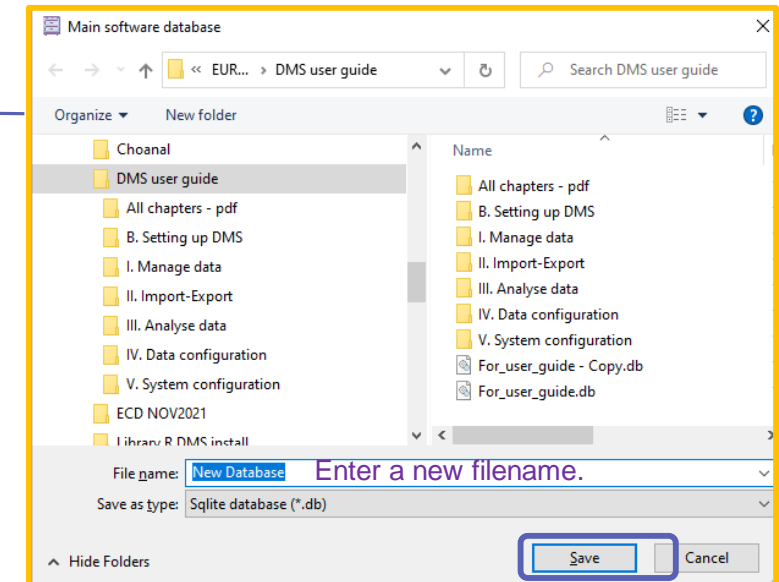 Main software database
« EUR... > DMS user guide
Search DMS user guide
Organize
New folder
Choanal
DMS user guide
All chapters - pdf
B. Setting up DMS
I. Manage data
II. Import-Export
III. Analyse data
IV. Data configuration
V. System configuration
ECD NOV2021
Library R DMS install
Name
All chapters - pdf
B. Setting up DMS
I. Manage data
II. Import-Export
III. Analyse data
IV. Data configuration
V. System configuration
For_user_guide - Copy.db
For_user_guide.db
File name: New Database Enter a new filename.
Save as type: Sqlite database (*.db)
Hide Folders
Save
Cancel